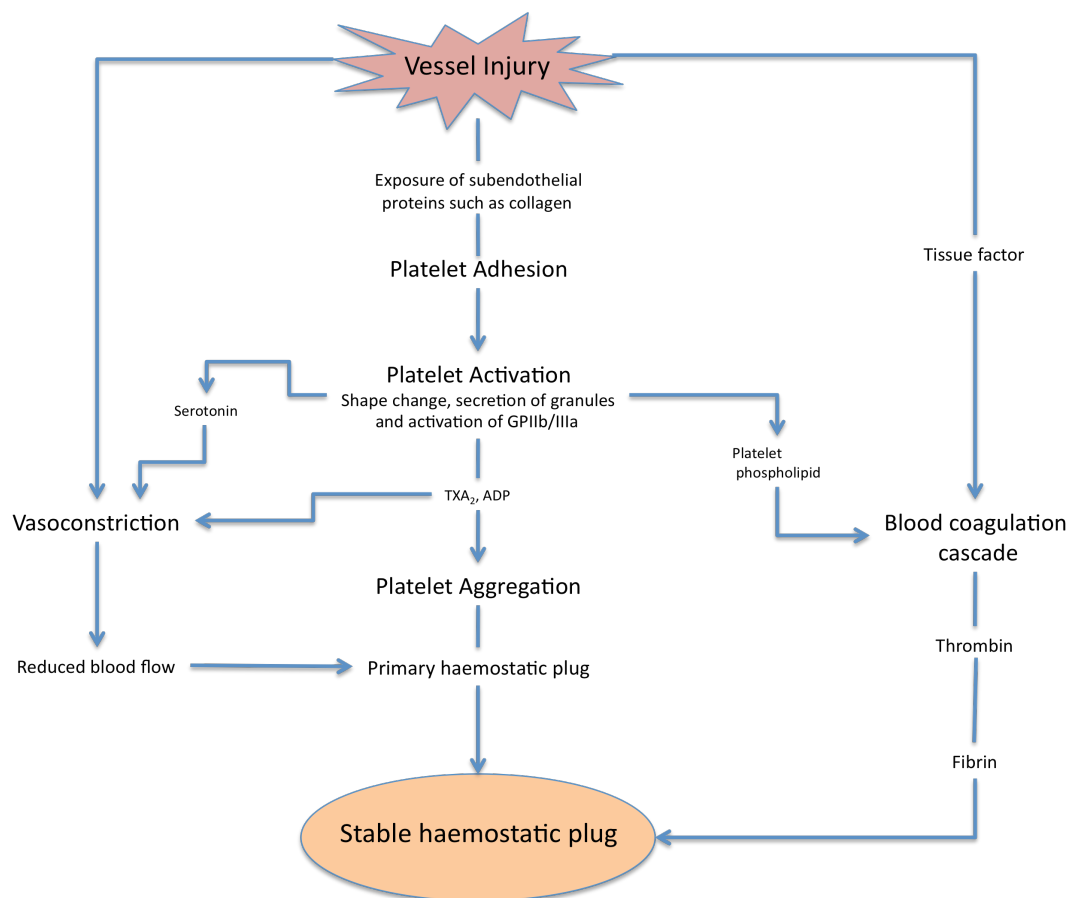 Vessel Injury
Exposure of subendothelial
proteins such as collagen
Tissue factor
Platelet Adhesion
Platelet Activation
Shape change, secretion of granules
and activation of GPIIb/IIIa
Serotonin
Platelet
phospholipid
TXA₂, ADP
Vasoconstriction
Blood coagulation
cascade
Platelet Aggregation
Thrombin
Reduced blood flow
Primary haemostatic plug
Fibrin
Stable haemostatic plug